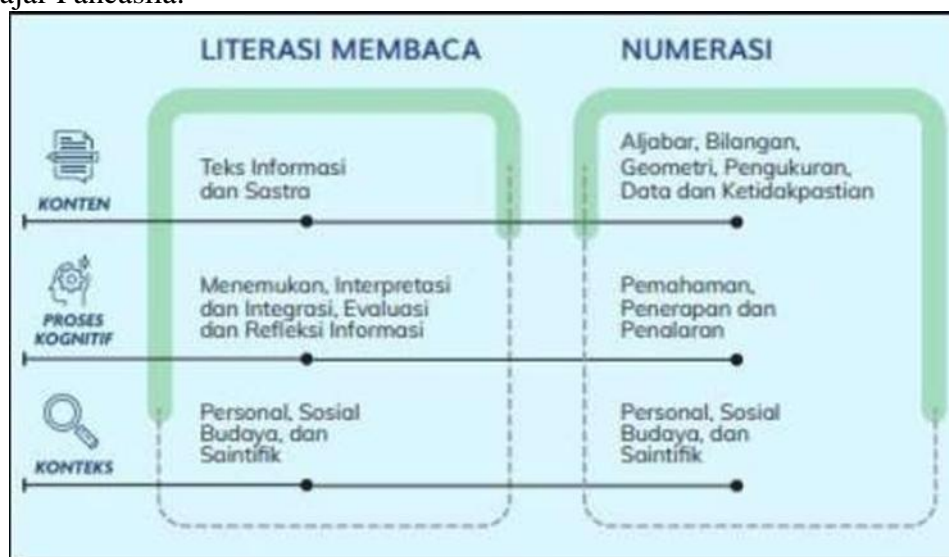 ajar Pancasila.
LITERASI MEMBACA
NUMERASI
KONTEN
Teks Informasi
dan Sastra
Aljabar, Bilangan,
Geometri, Pengukuran,
Data dan Ketidakpastian
PROSES
KOGNITIF
Menemukan, Interpretasi
dan Integrasi, Evaluasi
dan Refleksi Informasi
Pemahaman,
Penerapan dan
Penalaran
KONTEKS
Personal, Sosial
Budaya, dan
Saintifik
Personal, Sosial
Budaya, dan
Saintifik